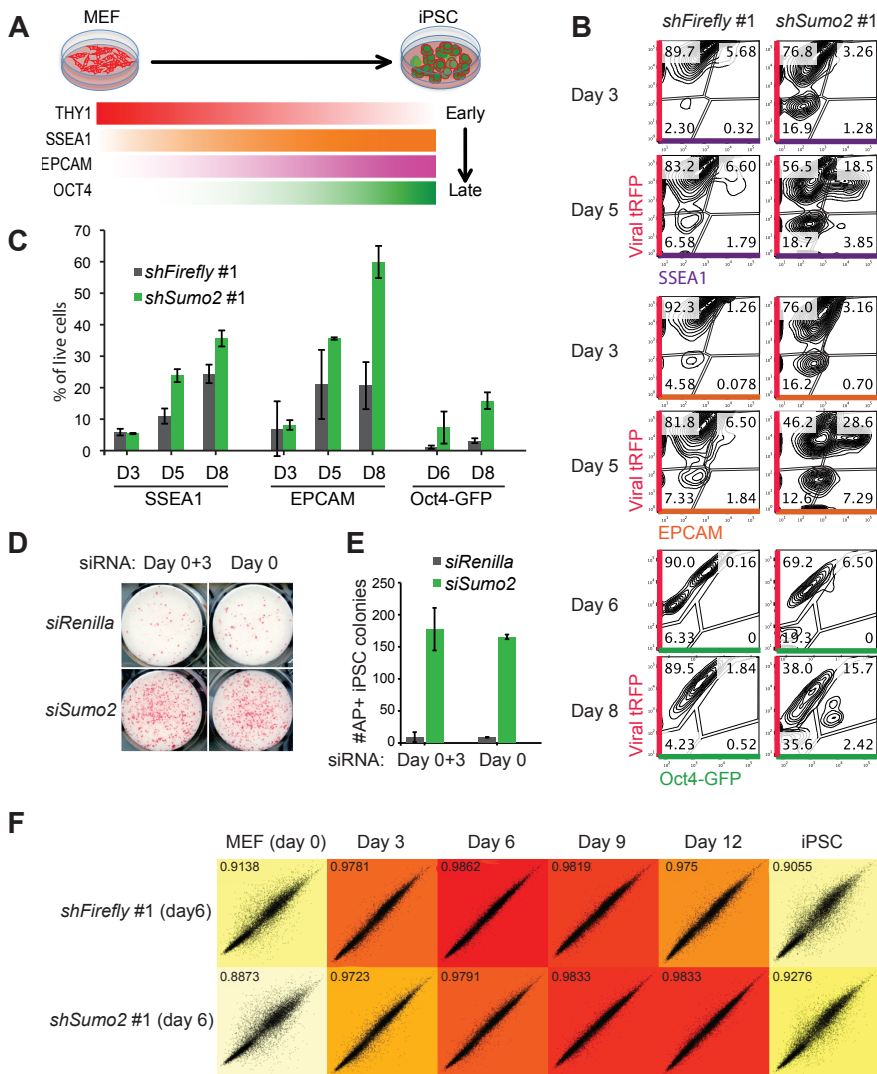 A
MEF
iPSC
THY1
SSEA1
EPCAM
OCT4
Early
Late
B
shFirefly #1
shSumo2 #1
Day 3
89.7 5.68
2.30 0.32
76.8 3.26
16.9 1.28
Day 5
83.2 6.60
6.58 1.79
56.5 18.5
18.7 3.85
Viral tRFP
SSEA1
Day 3
92.3 1.26
4.58 0.078
76.0 3.16
16.2 0.70
Day 5
81.8 6.50
7.33 1.84
46.2 28.6
12.6 7.29
Viral tRFP
EPCAM
Day 6
90.0 0.16
6.33 0
69.2 6.50
19.3 0
Day 8
89.5 1.84
4.23 0.52
38.0 15.7
35.6 2.42
Viral tRFP
Oct4-GFP
C
% of live cells
70
60
50
40
30
20
10
0
shFirefly #1
shSumo2 #1
D3 D5 D8 D3 D5 D8 D6 D8
SSEA1 EPCAM Oct4-GFP
D
siRNA: Day 0+3 Day 0
siRenilla
siSumo2
E
#AP+ iPSC colonies
250
200
150
100
50
0
siRenilla
siSumo2
siRNA: Day 0+3 Day 0
F
MEF (day 0) Day 3 Day 6 Day 9 Day 12 iPSC
shFirefly #1 (day6)
0.9138 0.9781 0.9862 0.9819 0.975 0.9055
shSumo2 #1 (day 6)
0.8873 0.9723 0.9791 0.9833 0.9833 0.9276